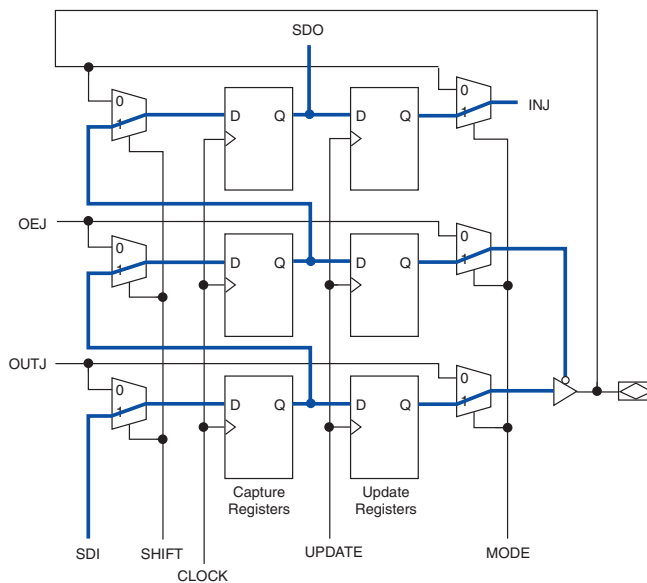 SDO
0
1
D Q
D Q
0
1
INJ
OEJ
0
1
D Q
D Q
0
1
OUTJ
0
1
D Q
D Q
0
1
Capture
Registers
Update
Registers
SDI
SHIFT
CLOCK
UPDATE
MODE